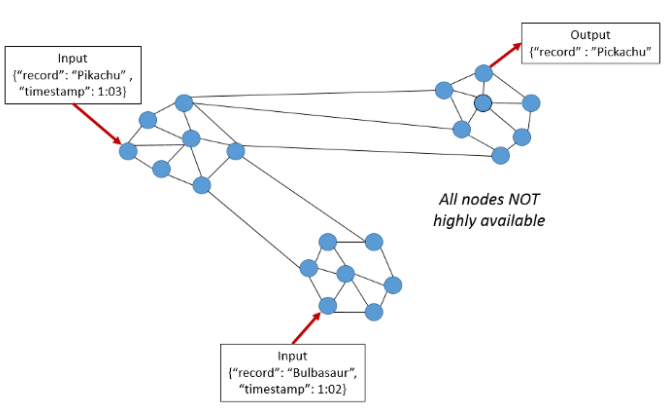 Input
{"record": "Pikachu" ,
"timestamp": 1:03}
Output
{"record" : "Pickachu"
All nodes NOT
highly available
Input
{"record": "Bulbasaur",
"timestamp": 1:02}